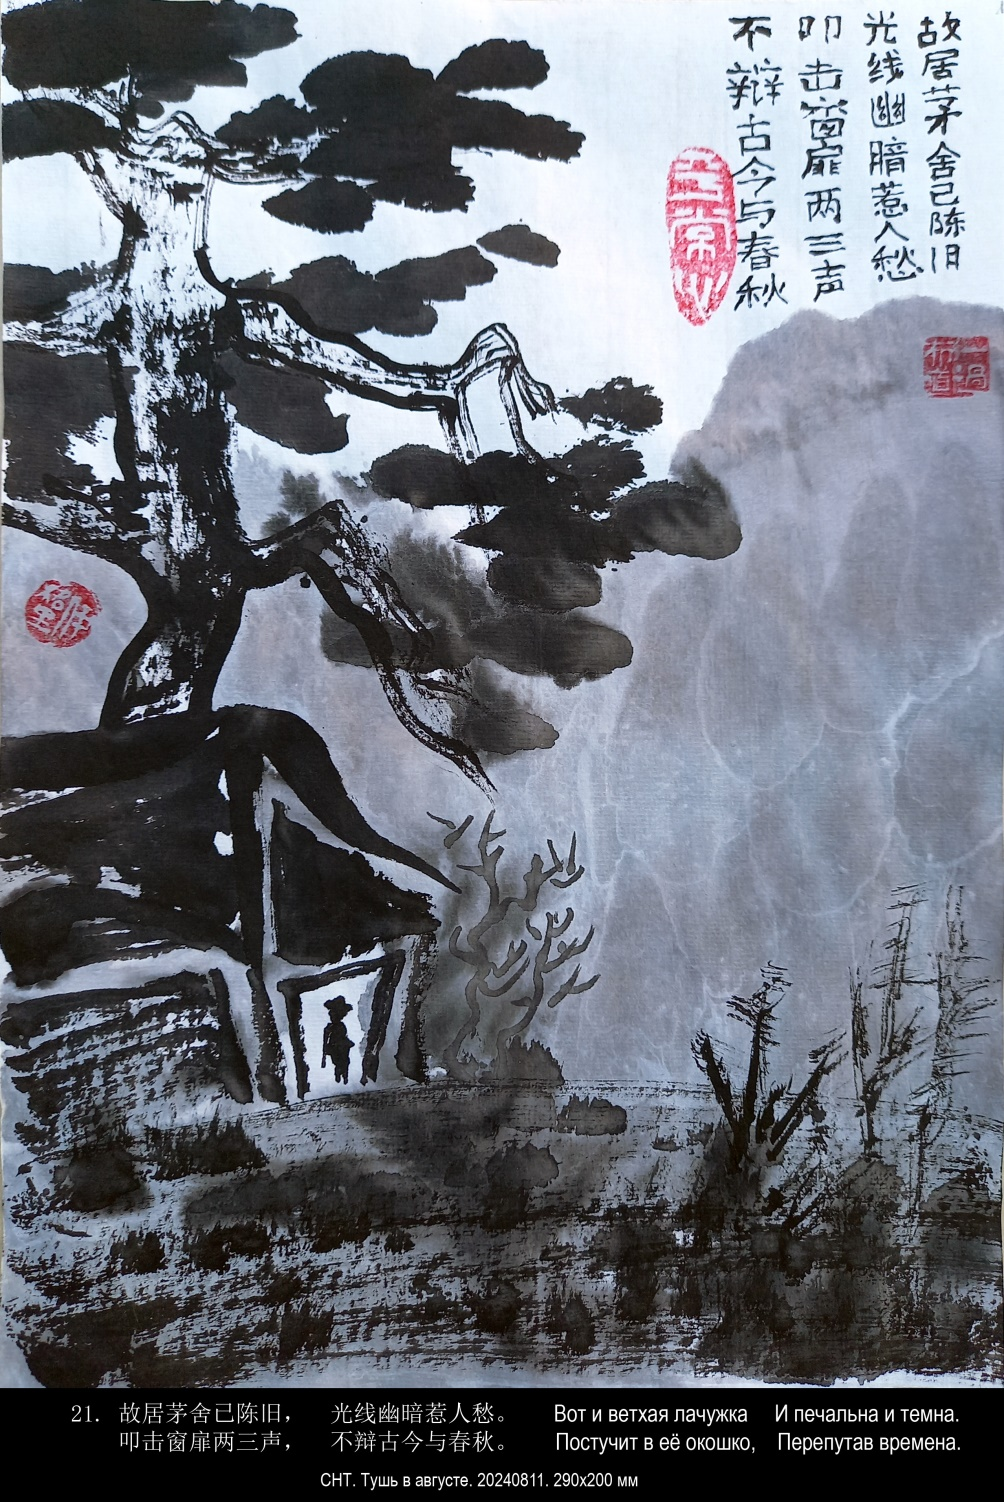 故居茅舍已陈旧
光线幽暗惹人愁
叩击窗扉两三声
不辩古今与春秋
21. 故居茅舍已陈旧， 光线幽暗惹人愁。 Вот и ветхая лачужка И печальна и темна.
叩击窗扉两三声， 不辩古今与春秋。 Постучит в её окошко, Перепутав времена.
СНТ. Тушь в августе. 20240811. 290x200 мм